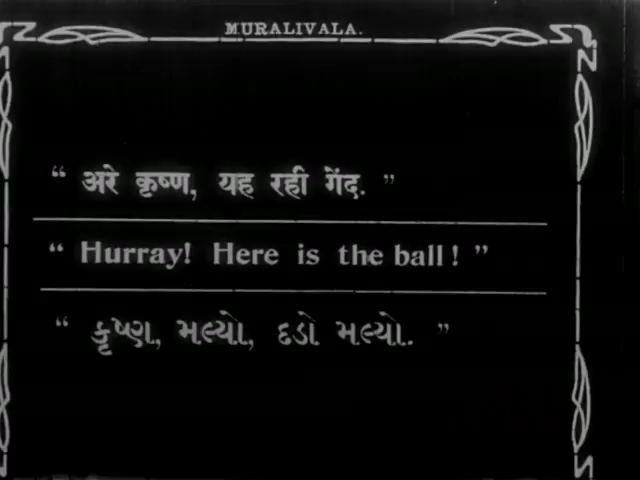 MURALIVALA.
“ अरे कृष्ण, यह रही गेंद. ”
“ Hurray! Here is the ball! ”
“ કૃષ્ણ, મલ્યો, દડો મલ્યો. ”